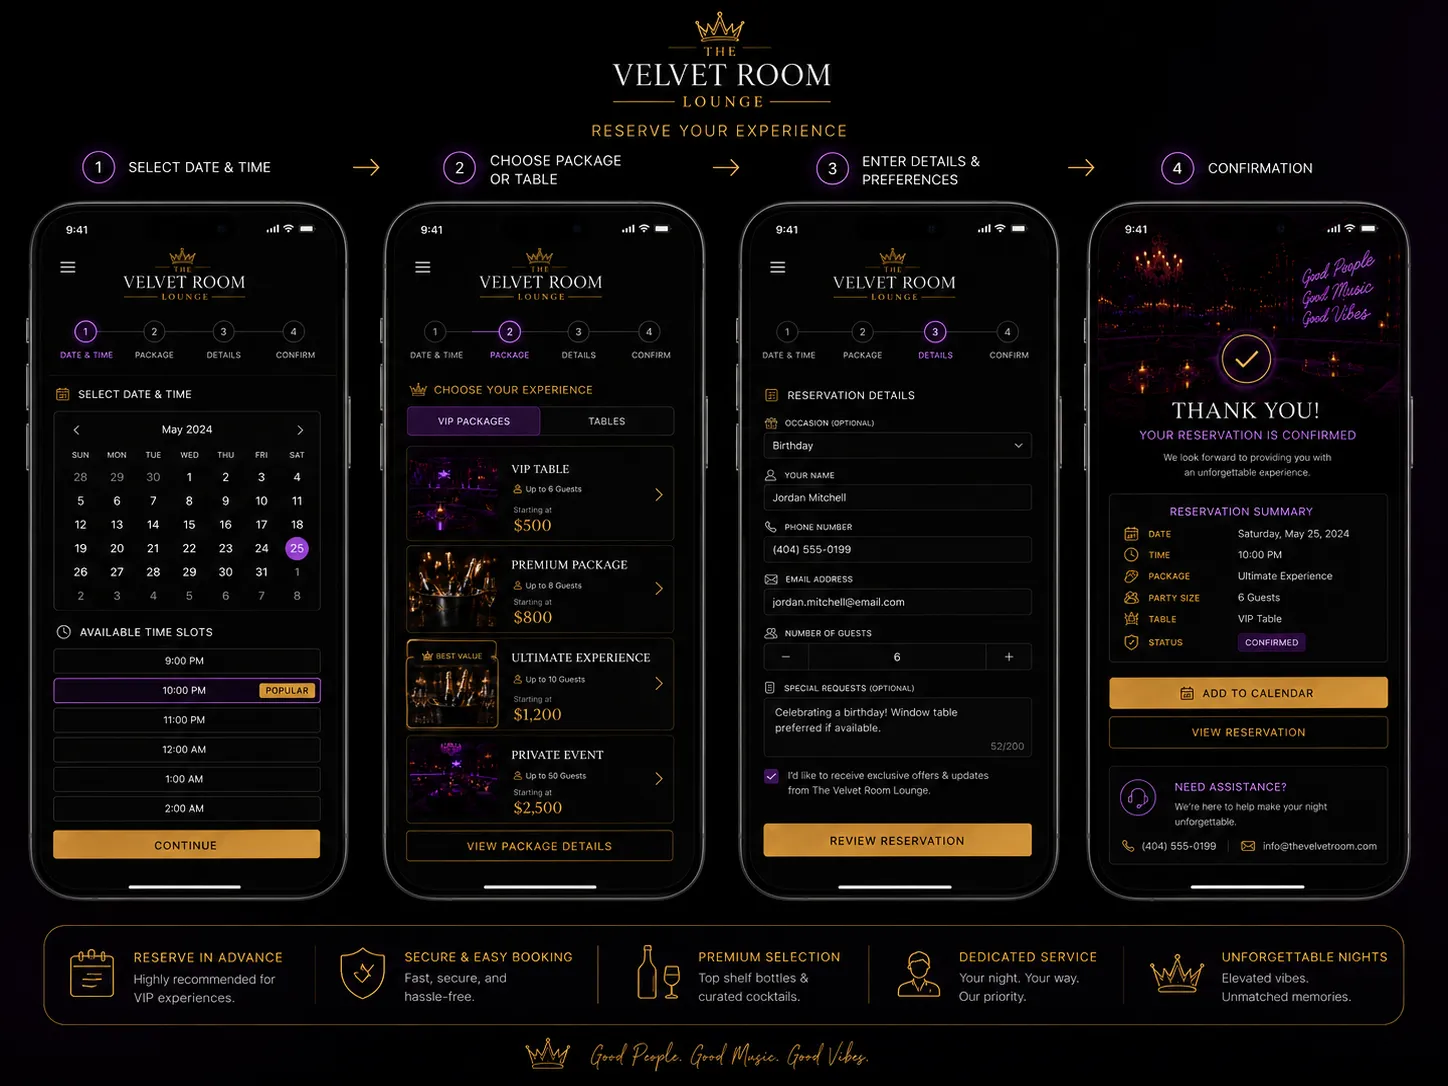 THE
VELVET ROOM
LOUNGE
RESERVE YOUR EXPERIENCE
1 SELECT DATE & TIME
2 CHOOSE PACKAGE
OR TABLE
3 ENTER DETAILS &
PREFERENCES
4 CONFIRMATION
9:41
THE
VELVET ROOM
LOUNGE
1 2 3 4
DATE & TIME PACKAGE DETAILS CONFIRM
SELECT DATE & TIME
May 2024
SUN MON TUE WED THU FRI SAT
28 29 30 1 2 3 4
5 6 7 8 9 10 11
12 13 14 15 16 17 18
19 20 21 22 23 24 25
26 27 28 29 30 31 1
2 3 4 5 6 7 8
AVAILABLE TIME SLOTS
9:00 PM
10:00 PM POPULAR
11:00 PM
12:00 AM
1:00 AM
2:00 AM
CONTINUE
9:41
THE
VELVET ROOM
LOUNGE
1 2 3 4
DATE & TIME PACKAGE DETAILS CONFIRM
CHOOSE YOUR EXPERIENCE
VIP PACKAGES TABLES
VIP TABLE
Up to 6 Guests
Starting at
$500
PREMIUM PACKAGE
Up to 8 Guests
Starting at
$800
BEST VALUE
ULTIMATE EXPERIENCE
Up to 10 Guests
Starting at
$1,200
PRIVATE EVENT
Up to 50 Guests
Starting at
$2,500
VIEW PACKAGE DETAILS
9:41
THE
VELVET ROOM
LOUNGE
1 2 3 4
DATE & TIME PACKAGE DETAILS CONFIRM
RESERVATION DETAILS
OCCASION (OPTIONAL)
Birthday
YOUR NAME
Jordan Mitchell
PHONE NUMBER
(404) 555-0199
EMAIL ADDRESS
jordan.mitchell@email.com
NUMBER OF GUESTS
− 6 +
SPECIAL REQUESTS (OPTIONAL)
Celebrating a birthday! Window table
preferred if available.
52/200
I'd like to receive exclusive offers & updates
from The Velvet Room Lounge.
REVIEW RESERVATION
9:41
Good People
Good Music
Good Vibes
THANK YOU!
YOUR RESERVATION IS CONFIRMED
We look forward to providing you with
an unforgettable experience.
RESERVATION SUMMARY
DATE Saturday, May 25, 2024
TIME 10:00 PM
PACKAGE Ultimate Experience
PARTY SIZE 6 Guests
TABLE VIP Table
STATUS CONFIRMED
ADD TO CALENDAR
VIEW RESERVATION
NEED ASSISTANCE?
We're here to help make your night
unforgettable.
(404) 555-0199 info@thevelvetroom.com
RESERVE IN ADVANCE
Highly recommended for
VIP experiences.
SECURE & EASY BOOKING
Fast, secure, and
hassle-free.
PREMIUM SELECTION
Top shelf bottles &
curated cocktails.
DEDICATED SERVICE
Your night. Your way.
Our priority.
UNFORGETTABLE NIGHTS
Elevated vibes.
Unmatched memories.
Good People. Good Music. Good Vibes.